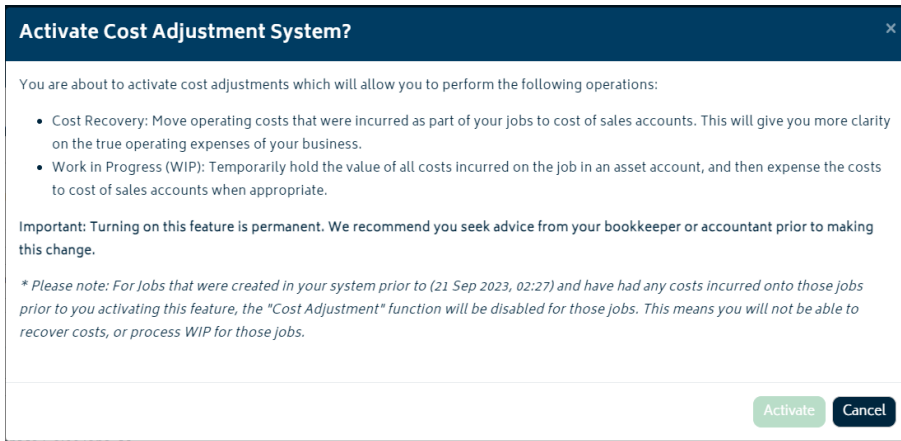 Activate Cost Adjustment System?
×
You are about to activate cost adjustments which will allow you to perform the following operations:
• Cost Recovery: Move operating costs that were incurred as part of your jobs to cost of sales accounts. This will give you more clarity
on the true operating expenses of your business.
• Work in Progress (WIP): Temporarily hold the value of all costs incurred on the job in an asset account, and then expense the costs
to cost of sales accounts when appropriate.
Important: Turning on this feature is permanent. We recommend you seek advice from your bookkeeper or accountant prior to making
this change.
* Please note: For Jobs that were created in your system prior to (21 Sep 2023, 02:27) and have had any costs incurred onto those jobs
prior to you activating this feature, the "Cost Adjustment" function will be disabled for those jobs. This means you will not be able to
recover costs, or process WIP for those jobs.
Activate Cancel